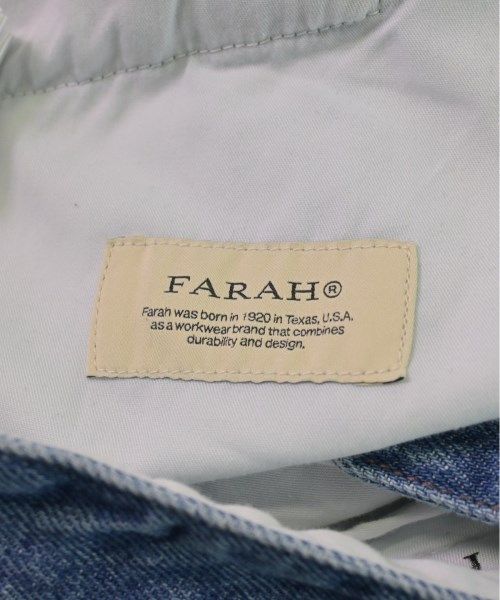 FARAH®
Farah was born in 1920 in Texas, U.S.A.
as a workwear brand that combines
durability and design.